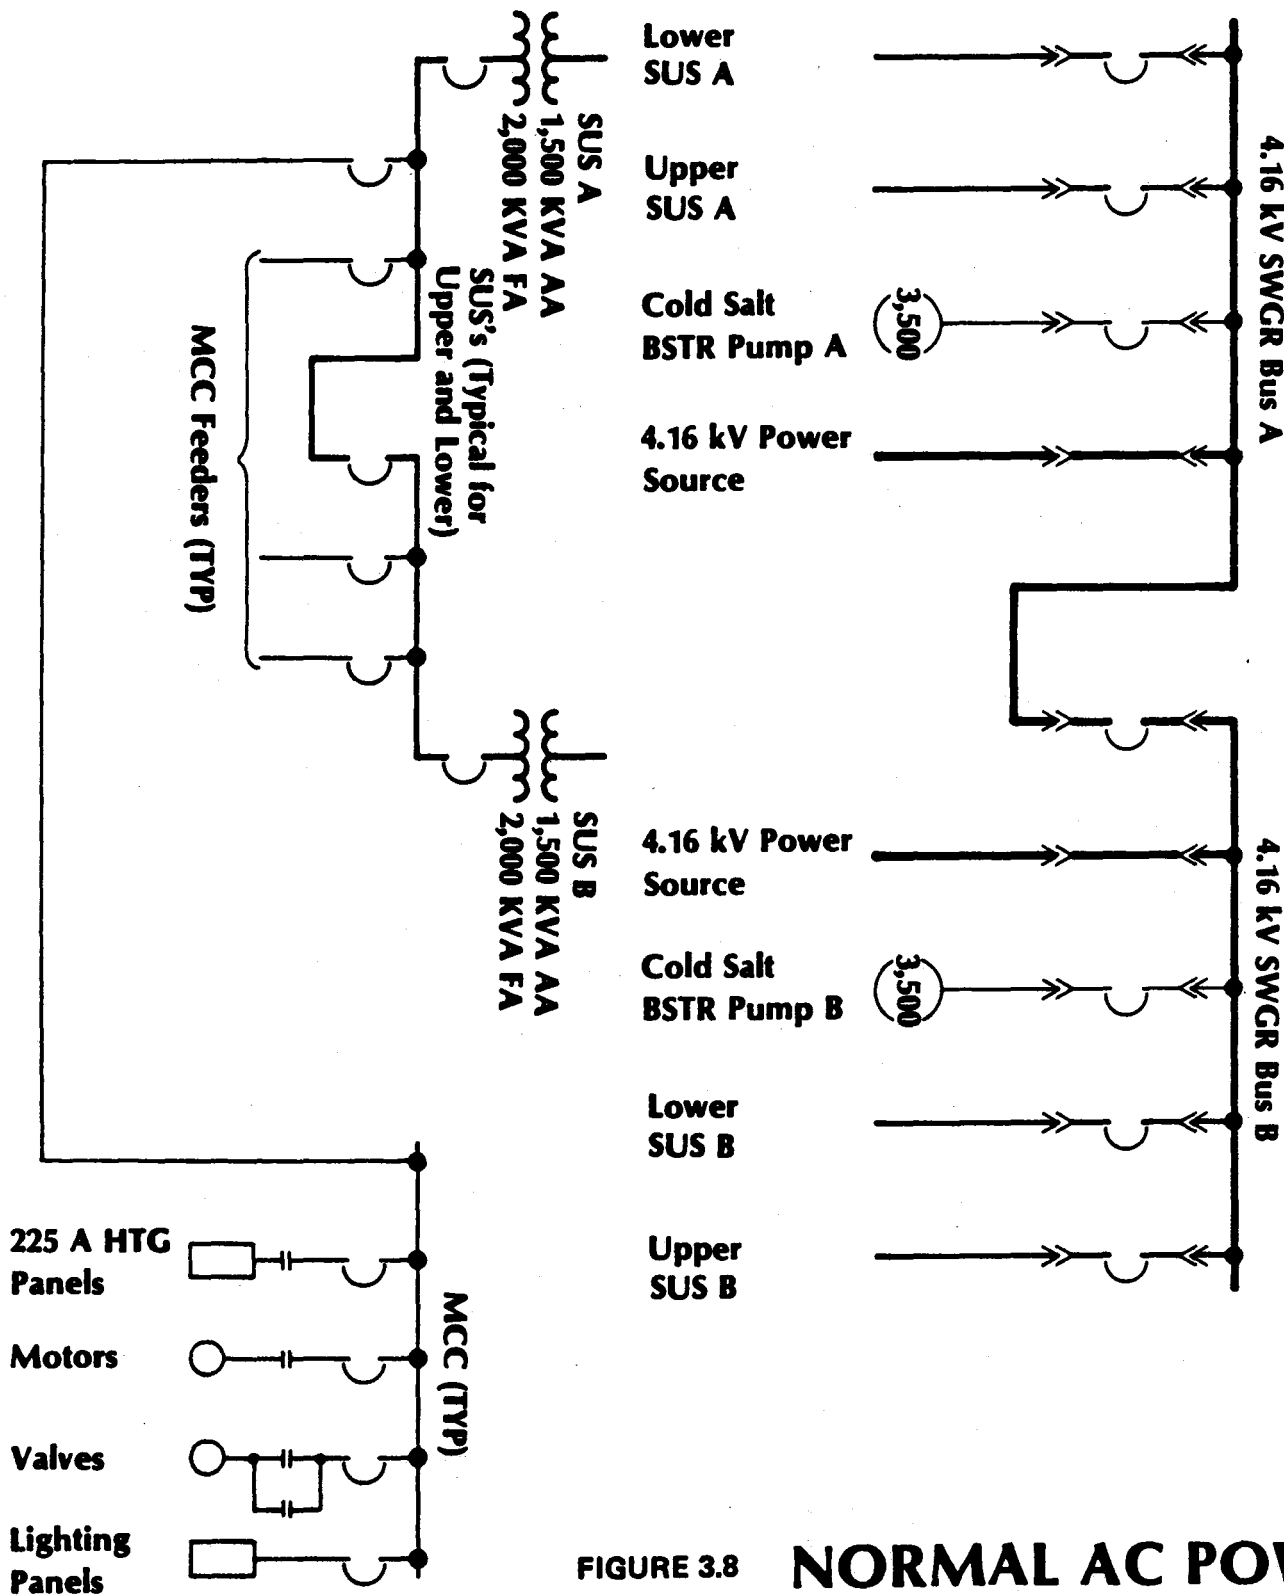 Lower
SUS A
Upper
SUS A
Cold Salt
BSTR Pump A
3,500
4.16 kV Power
Source
4.16 kV SWGR Bus A
4.16 kV Power
Source
Cold Salt
BSTR Pump B
3,500
Lower
SUS B
Upper
SUS B
4.16 kV SWGR Bus B
SUS A
1,500 KVA AA
2,000 KVA FA
SUS's (Typical for
Upper and Lower)
MCC Feeders (TYP)
SUS B
1,500 KVA AA
2,000 KVA FA
MCC (TYP)
225 A HTG
Panels
Motors
Valves
Lighting
Panels
FIGURE 3.8 NORMAL AC